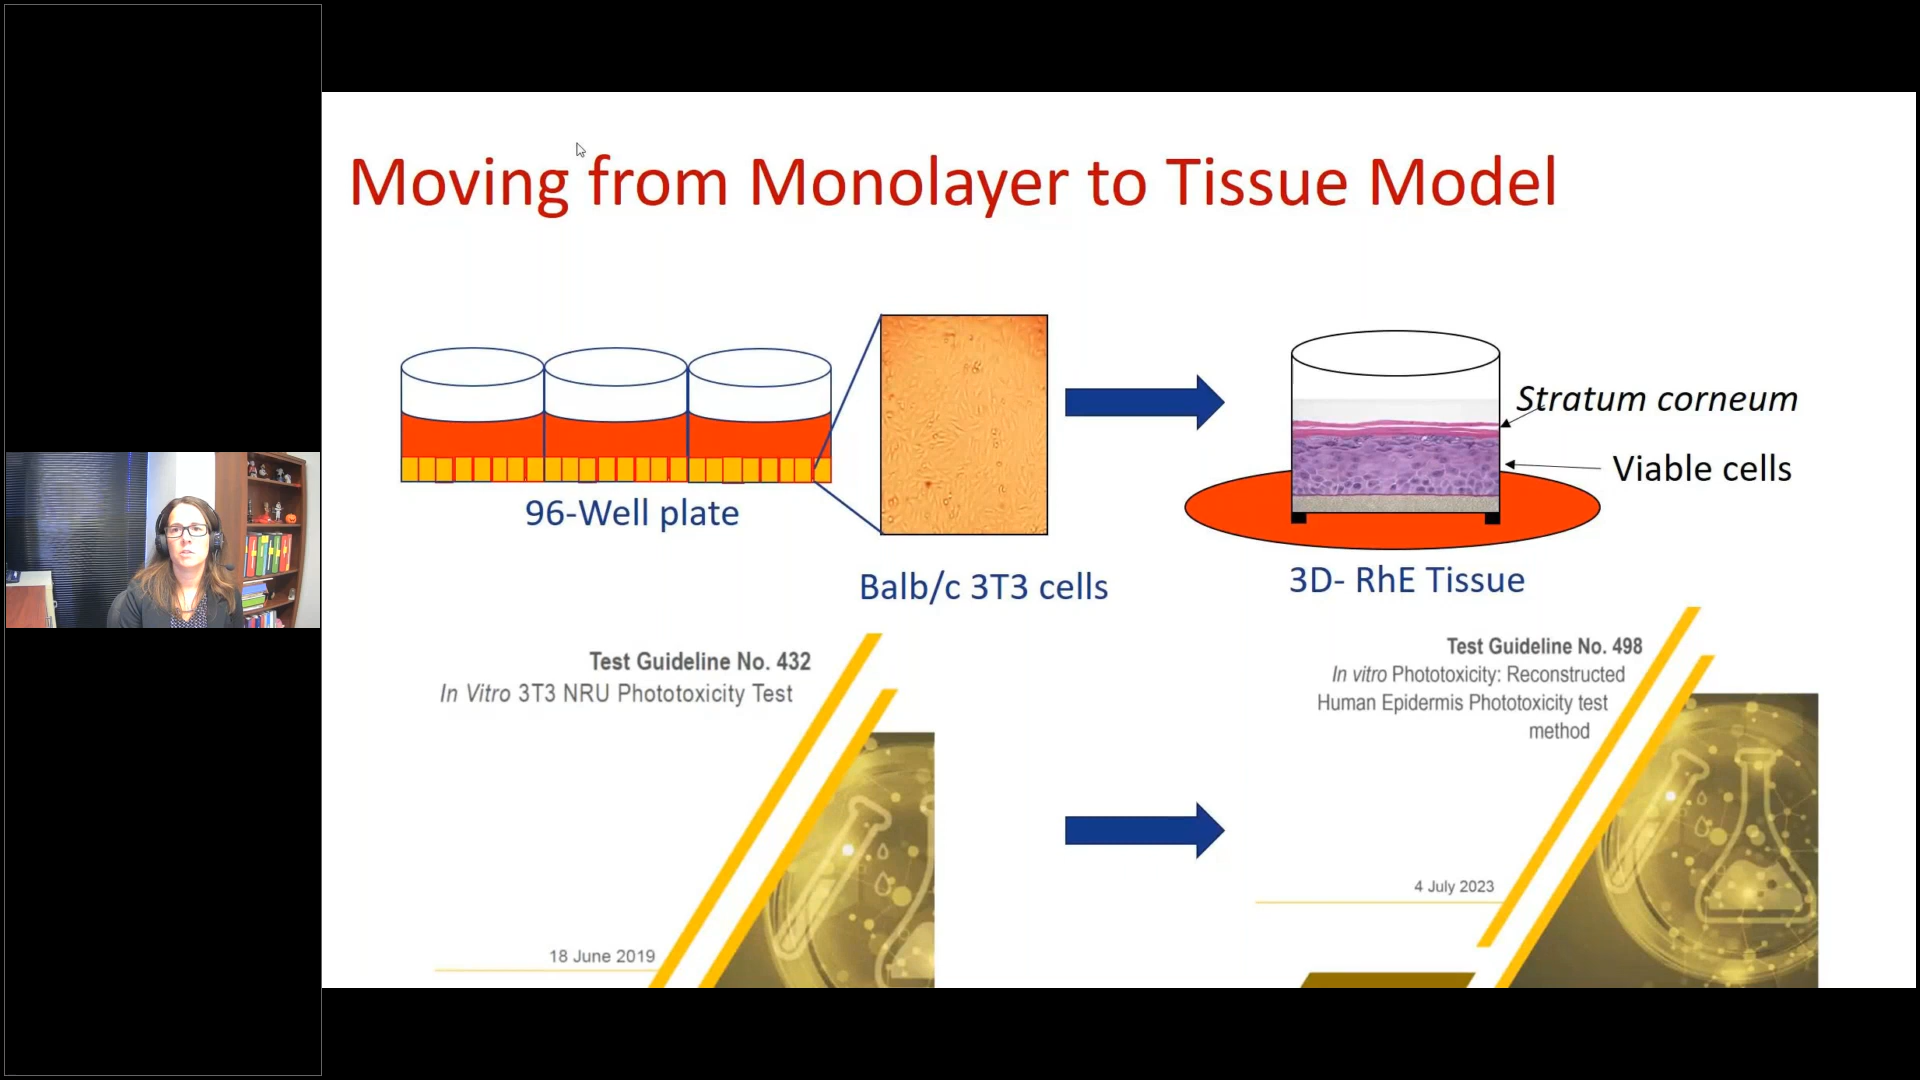 Moving from Monolayer to Tissue Model
Stratum corneum
Viable cells
96-Well plate
Balb/c 3T3 cells
3D- RhE Tissue
Test Guideline No. 432
In Vitro 3T3 NRU Phototoxicity Test
18 June 2019
Test Guideline No. 498
In vitro Phototoxicity: Reconstructed
Human Epidermis Phototoxicity test
method
4 July 2023